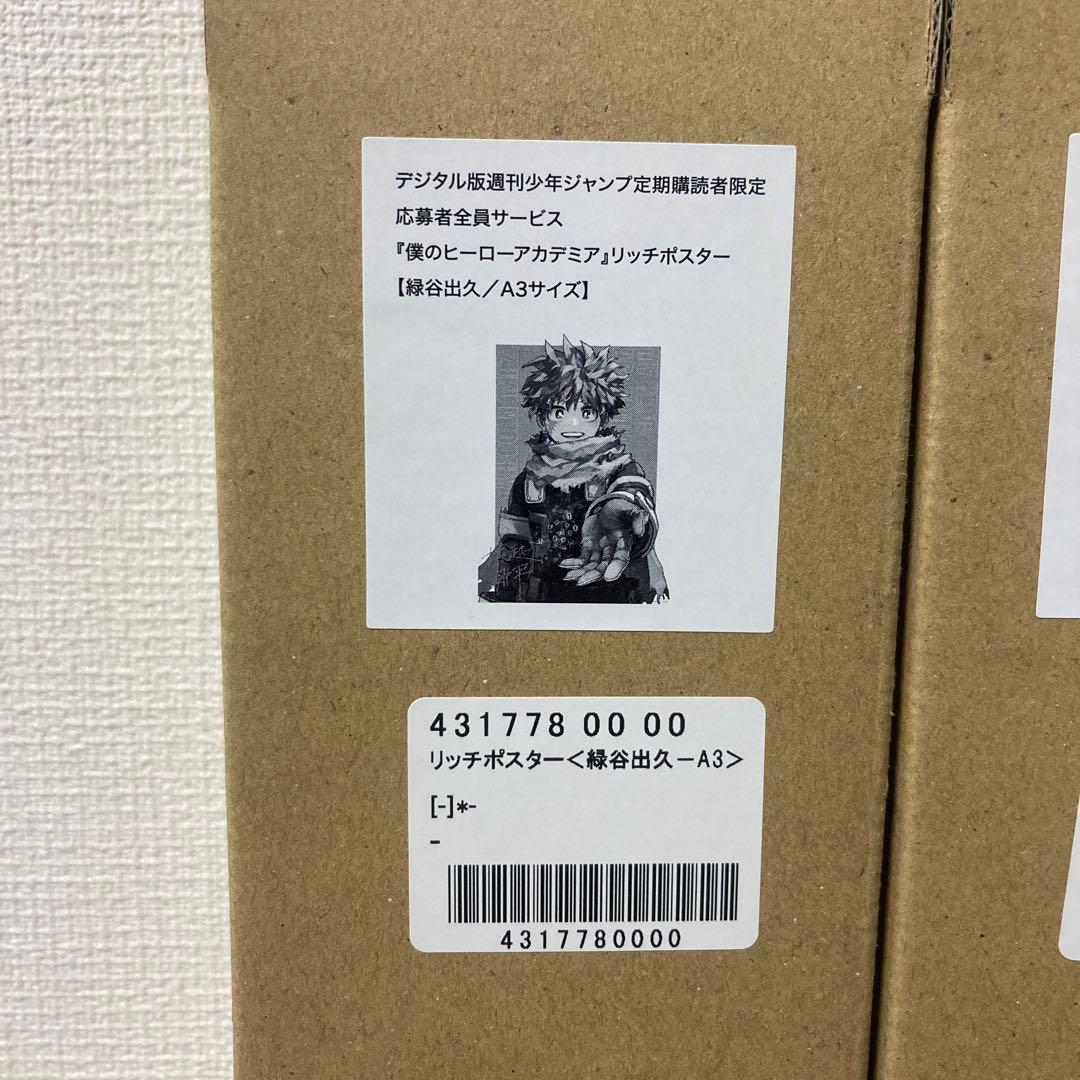 デジタル版週刊少年ジャンプ定期購読者限定
応募者全員サービス
『僕のヒーローアカデミア』リッチポスター
【緑谷出久／A3サイズ】
431778 00 00
リッチポスター＜緑谷出久－A3＞
[-]*-
-
4317780000